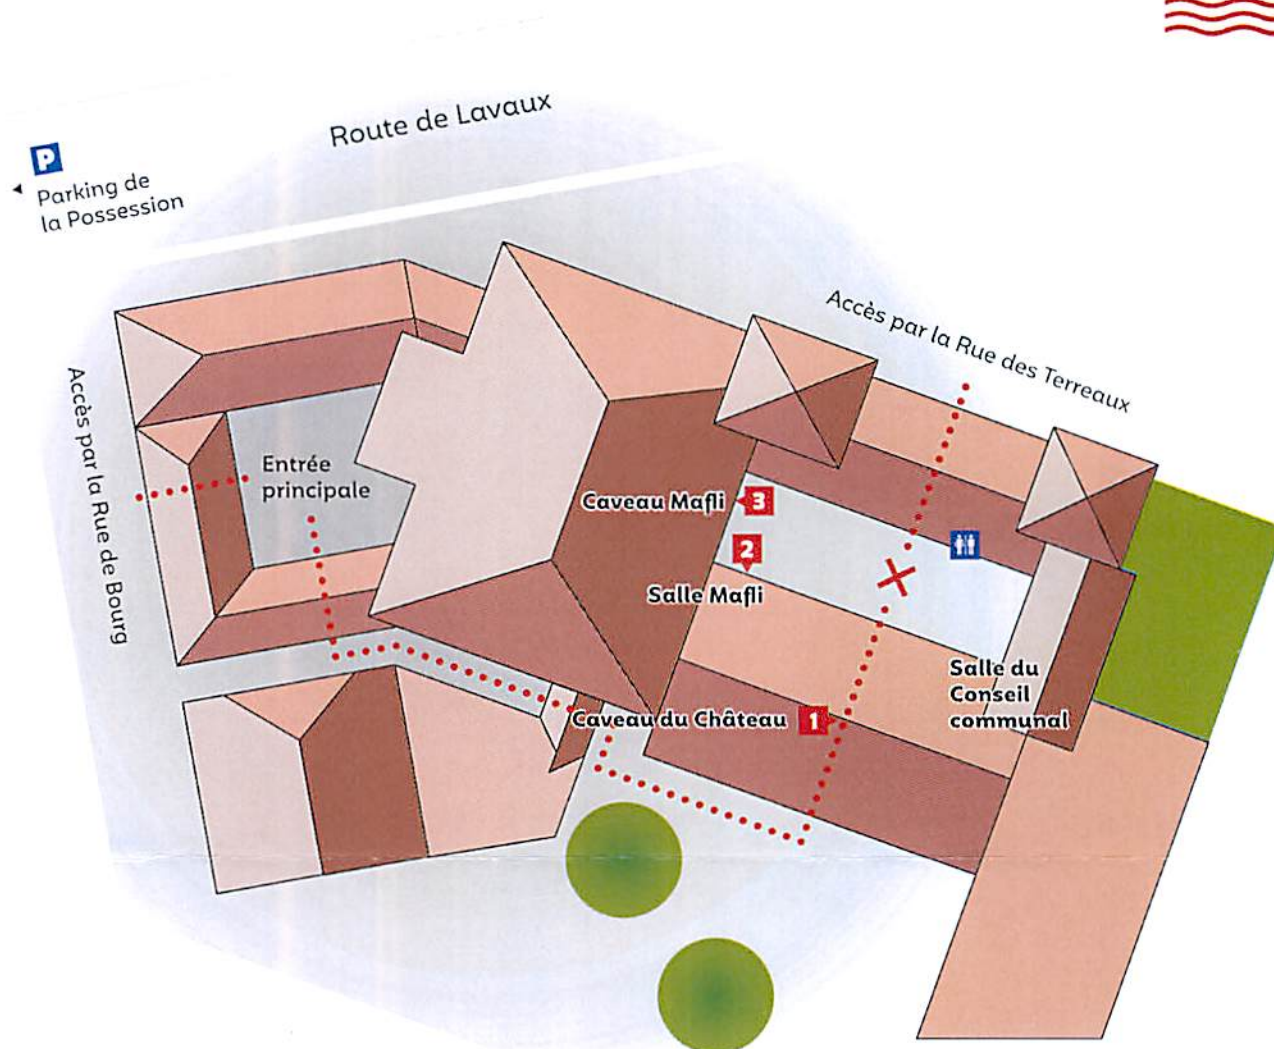 Route de Lavaux
P
Parking de
la Possession
Accès par la Rue des Terreaux
Accès par la Rue de Bourg
Entrée
principale
Caveau Mafli 3
2
Salle Mafli
Salle du
Conseil
communal
Caveau du Château 1